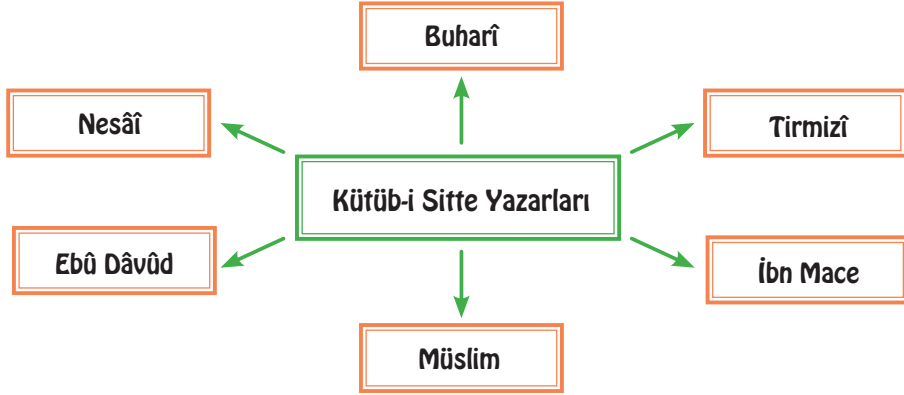 Buharî
Nesâî
Tirmizî
Kütüb-i Sitte Yazarları
Ebû Dâvûd
İbn Mace
Müslim